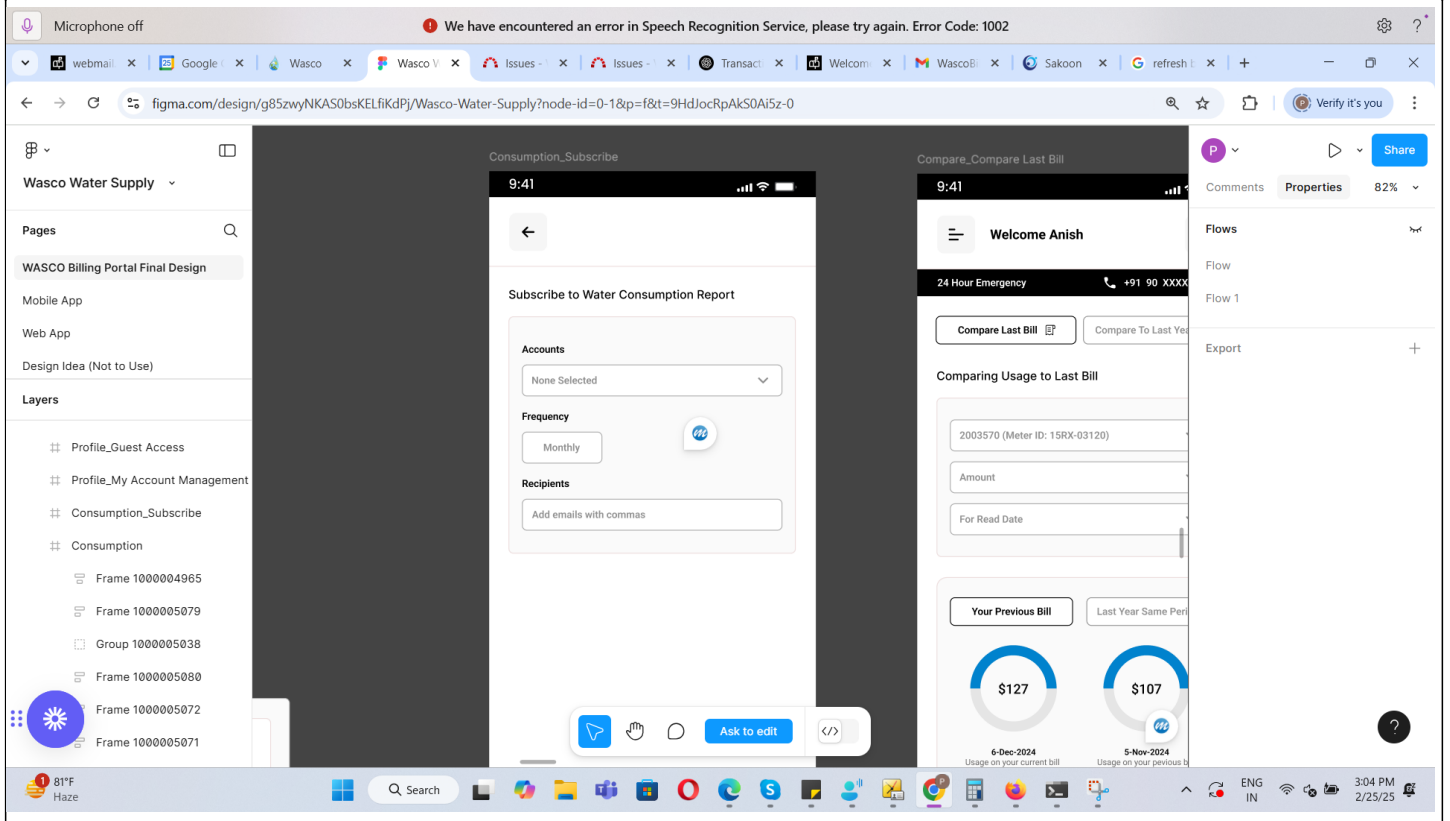 Microphone off
We have encountered an error in Speech Recognition Service, please try again. Error Code: 1002
?
webmail
25 Google
Wasco
Wasco
Issues -
Issues -
Transact
Welcome
WascoBi
Sakoon
refresh
figma.com/design/g85zwyNKAS0bsKELfiKdPj/Wasco-Water-Supply?node-id=0-1&p=f&t=9HdJocRpAkS0Ai5z-0
Verify it's you
Wasco Water Supply
Pages
WASCO Billing Portal Final Design
Mobile App
Web App
Design Idea (Not to Use)
Layers
Profile_Guest Access
Profile_My Account Management
Consumption_Subscribe
Consumption
Frame 1000004965
Frame 1000005079
Group 1000005038
Frame 1000005080
Frame 1000005072
Frame 1000005071
Consumption_Subscribe
9:41
Subscribe to Water Consumption Report
Accounts
None Selected
Frequency
Monthly
Recipients
Add emails with commas
Compare_Compare Last Bill
9:41
Welcome Anish
24 Hour Emergency +91 90 XXXX
Compare Last Bill
Compare To Last Yea
Comparing Usage to Last Bill
2003570 (Meter ID: 15RX-03120)
Amount
For Read Date
Your Previous Bill
Last Year Same Peri
$127
$107
6-Dec-2024
Usage on your current bill
5-Nov-2024
Usage on your pevious b
Ask to edit
</>
P
Share
Comments Properties 82%
Flows
Flow
Flow 1
Export
?
1
81°F
Haze
Search
ENG
IN
3:04 PM
2/25/25